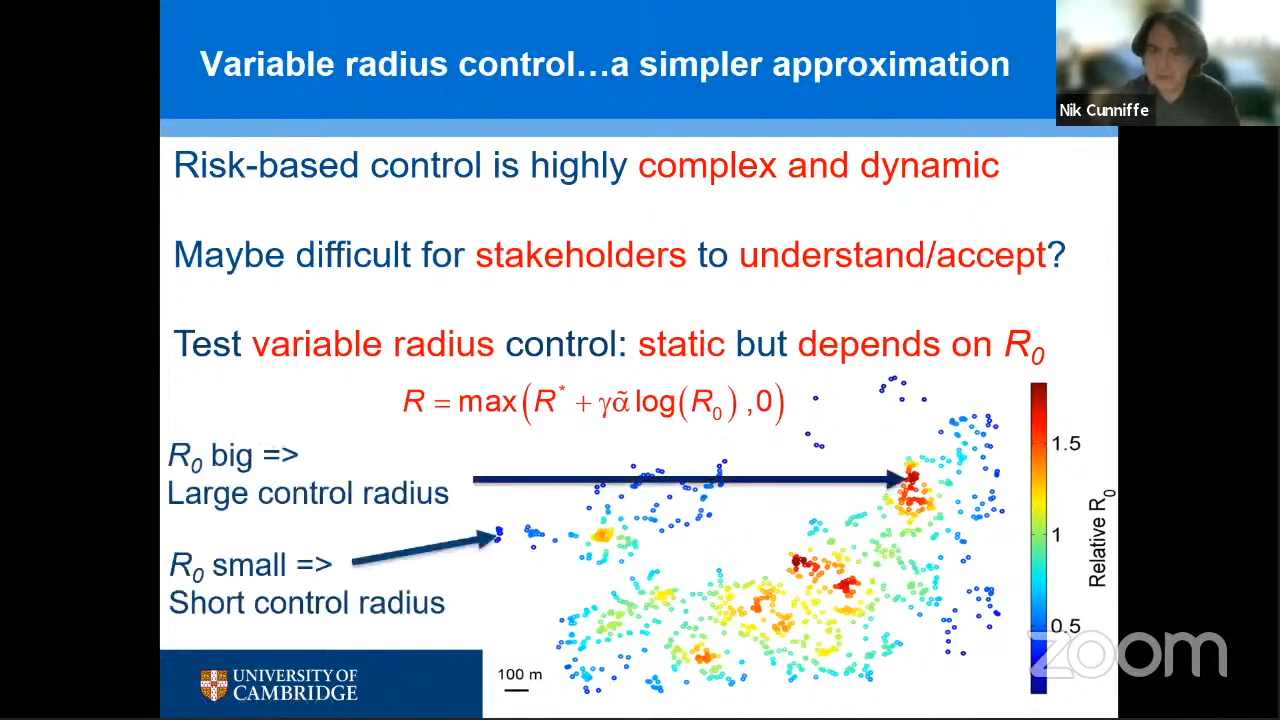 Variable radius control…a simpler approximation
Nik Cunniffe
Risk-based control is highly complex and dynamic
Maybe difficult for stakeholders to understand/accept?
Test variable radius control: static but depends on R₀
R = max(R* + γα̃ log(R₀) ,0)
R₀ big =>
Large control radius
R₀ small =>
Short control radius
1.5
1
0.5
Relative R₀
100 m
UNIVERSITY OF
CAMBRIDGE
zoom